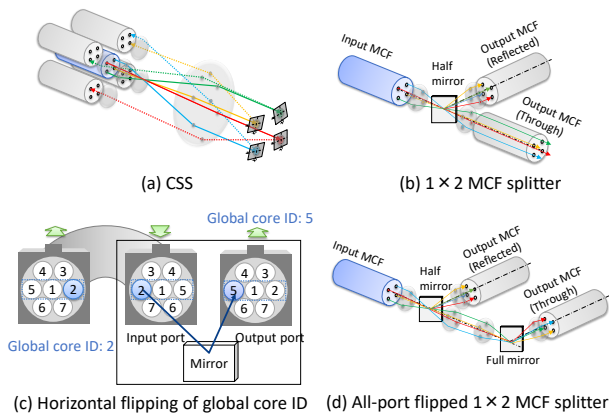 Input MCF
Half
mirror
Output MCF
(Reflected)
Output MCF
(Through)
(a) CSS
(b) 1×2 MCF splitter
Global core ID: 5
4 3
5 1 2
6 7
3 4
2 1 5
7 6
4 3
5 1 2
6 7
Global core ID: 2
Input port
Output port
Mirror
(c) Horizontal flipping of global core ID
Input MCF
Half
mirror
Output MCF
(Reflected)
Output MCF
(Through)
Full mirror
(d) All-port flipped 1×2 MCF splitter